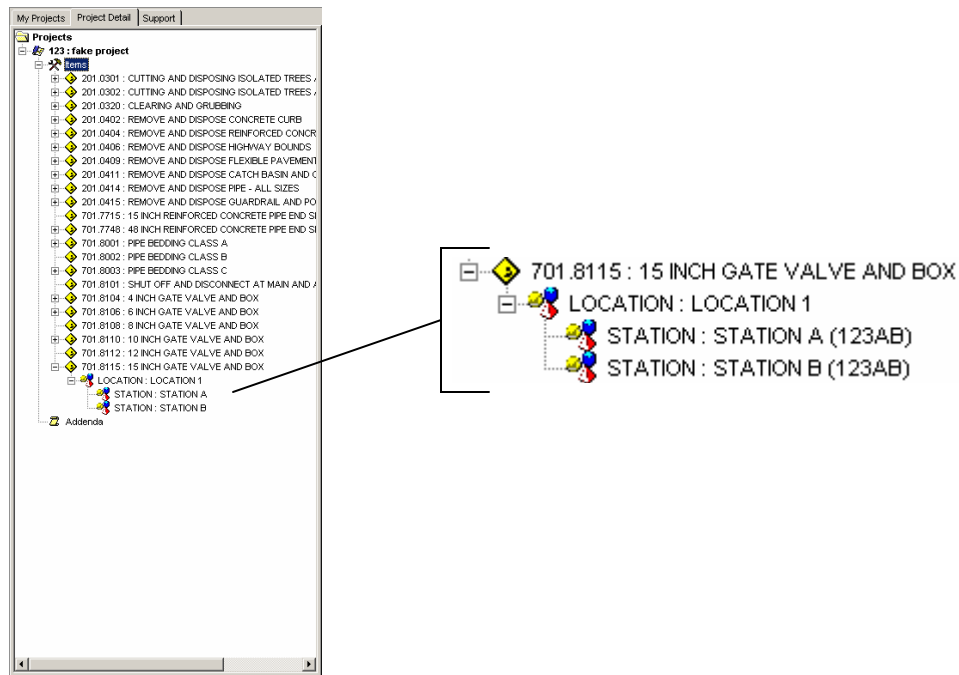 My Projects Project Detail Support
Projects
123 : fake project
Items
201.0301 : CUTTING AND DISPOSING ISOLATED TREES
201.0302 : CUTTING AND DISPOSING ISOLATED TREES
201.0320 : CLEARING AND GRUBBING
201.0402 : REMOVE AND DISPOSE CONCRETE CURB
201.0404 : REMOVE AND DISPOSE REINFORCED CONCR
201.0406 : REMOVE AND DISPOSE HIGHWAY BOUNDS
201.0409 : REMOVE AND DISPOSE FLEXIBLE PAVEMENT
201.0411 : REMOVE AND DISPOSE CATCH BASIN AND
201.0414 : REMOVE AND DISPOSE PIPE - ALL SIZES
201.0415 : REMOVE AND DISPOSE GUARDRAIL AND PO
701.7715 : 15 INCH REINFORCED CONCRETE PIPE END
701.7748 : 48 INCH REINFORCED CONCRETE PIPE END
701.8001 : PIPE BEDDING CLASS A
701.8002 : PIPE BEDDING CLASS B
701.8003 : PIPE BEDDING CLASS C
701.8101 : SHUT OFF AND DISCONNECT AT MAIN AND
701.8104 : 4 INCH GATE VALVE AND BOX
701.8106 : 6 INCH GATE VALVE AND BOX
701.8108 : 8 INCH GATE VALVE AND BOX
701.8110 : 10 INCH GATE VALVE AND BOX
701.8112 : 12 INCH GATE VALVE AND BOX
701.8115 : 15 INCH GATE VALVE AND BOX
LOCATION : LOCATION 1
STATION : STATION A
STATION : STATION B
Addenda
701.8115 : 15 INCH GATE VALVE AND BOX
LOCATION : LOCATION 1
STATION : STATION A (123AB)
STATION : STATION B (123AB)